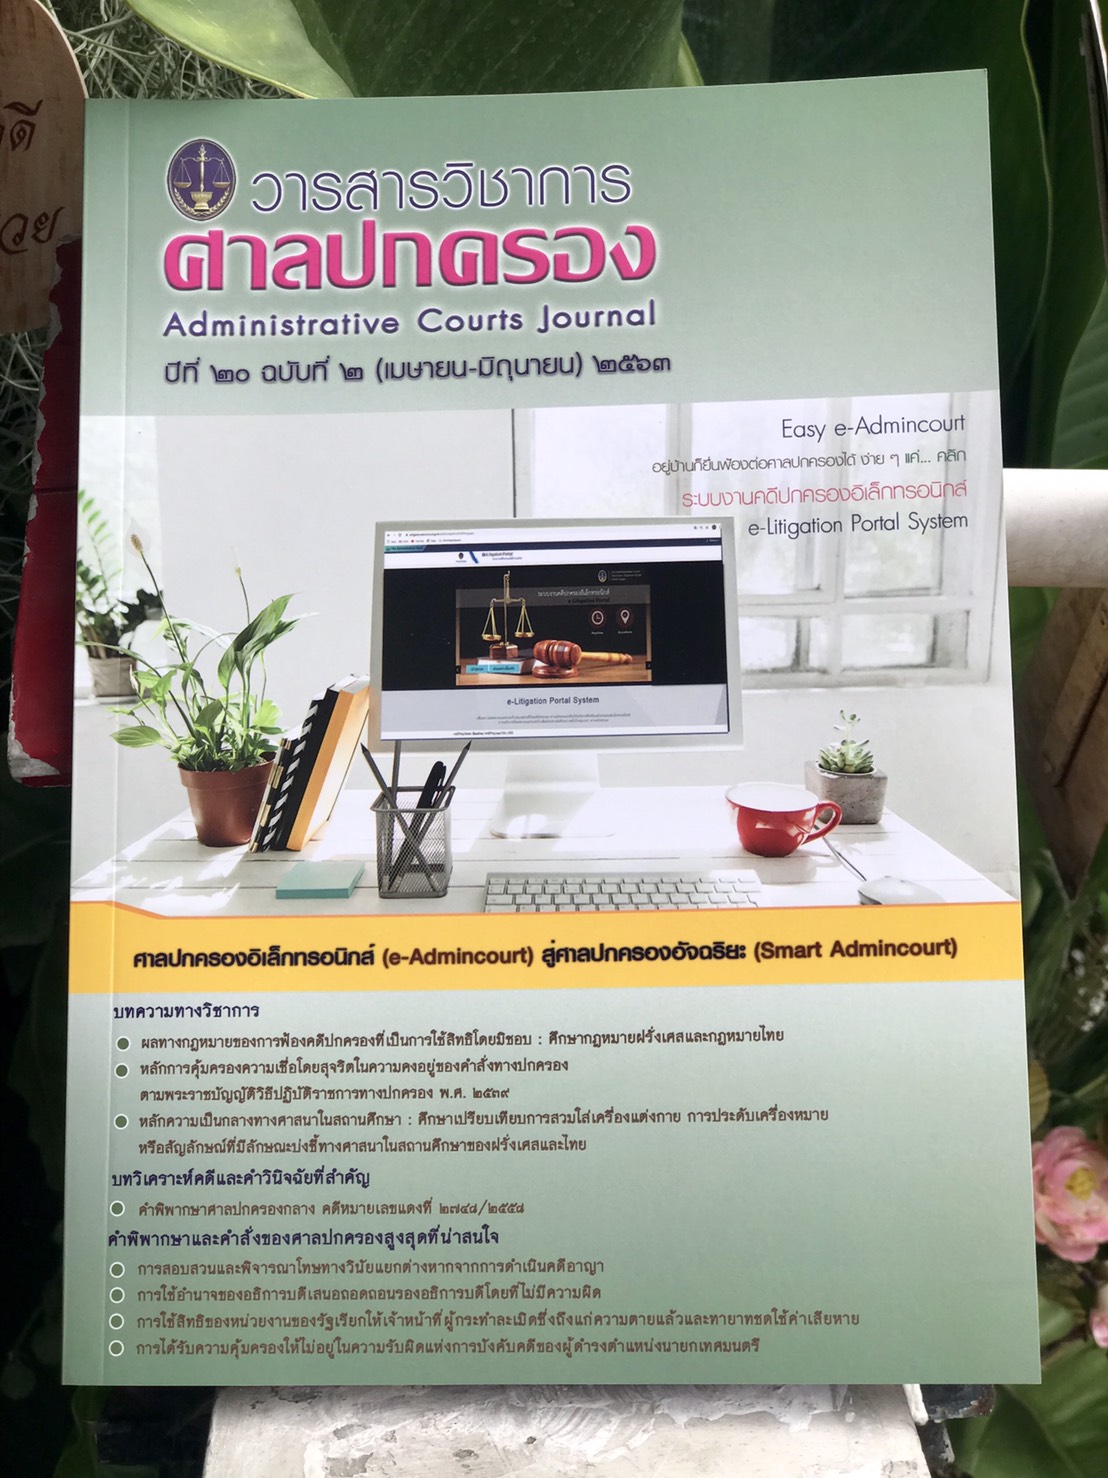 วารสารวิชาการ
ศาลปกครอง
Administrative Courts Journal
ปีที่ ๒๐ ฉบับที่ ๒ (เมษายน-มิถุนายน) ๒๕๖๓
Easy e-Admincourt
อยู่บ้านก็ยื่นฟ้องต่อศาลปกครองได้ ง่าย ๆ แค่... คลิก
ระบบงานคดีปกครองอิเล็กทรอนิกส์
e-Litigation Portal System
ระบบงานคดีปกครองอิเล็กทรอนิกส์
e-Litigation Portal
e-Litigation Portal System
ศาลปกครองอิเล็กทรอนิกส์ (e-Admincourt) สู่ศาลปกครองอัจฉริยะ (Smart Admincourt)
บทความทางวิชาการ
ผลทางกฎหมายของการฟ้องคดีปกครองที่เป็นการใช้สิทธิโดยมิชอบ : ศึกษากฎหมายฝรั่งเศสและกฎหมายไทย
หลักการคุ้มครองความเชื่อโดยสุจริตในความคงอยู่ของคำสั่งทางปกครอง
ตามพระราชบัญญัติวิธีปฏิบัติราชการทางปกครอง พ.ศ. ๒๕๓๙
หลักความเป็นกลางทางศาสนาในสถานศึกษา : ศึกษาเปรียบเทียบการสวมใส่เครื่องแต่งกาย การประดับเครื่องหมาย
หรือสัญลักษณ์ที่มีลักษณะบ่งชี้ทางศาสนาในสถานศึกษาของฝรั่งเศสและไทย
บทวิเคราะห์คดีและคำวินิจฉัยที่สำคัญ
คำพิพากษาศาลปกครองกลาง คดีหมายเลขแดงที่ ๒๗๔๘/๒๕๕๘
คำพิพากษาและคำสั่งของศาลปกครองสูงสุดที่น่าสนใจ
การสอบสวนและพิจารณาโทษทางวินัยแยกต่างหากจากการดำเนินคดีอาญา
การใช้อำนาจของอธิการบดีเสนอถอดถอนรองอธิการบดีโดยที่ไม่มีความผิด
การใช้สิทธิของหน่วยงานของรัฐเรียกให้เจ้าหน้าที่ผู้กระทำละเมิดซึ่งถึงแก่ความตายแล้วและทายาทชดใช้ค่าเสียหาย
การได้รับความคุ้มครองให้ไม่อยู่ในความรับผิดแห่งการบังคับคดีของผู้ดำรงตำแหน่งนายกเทศมนตรี